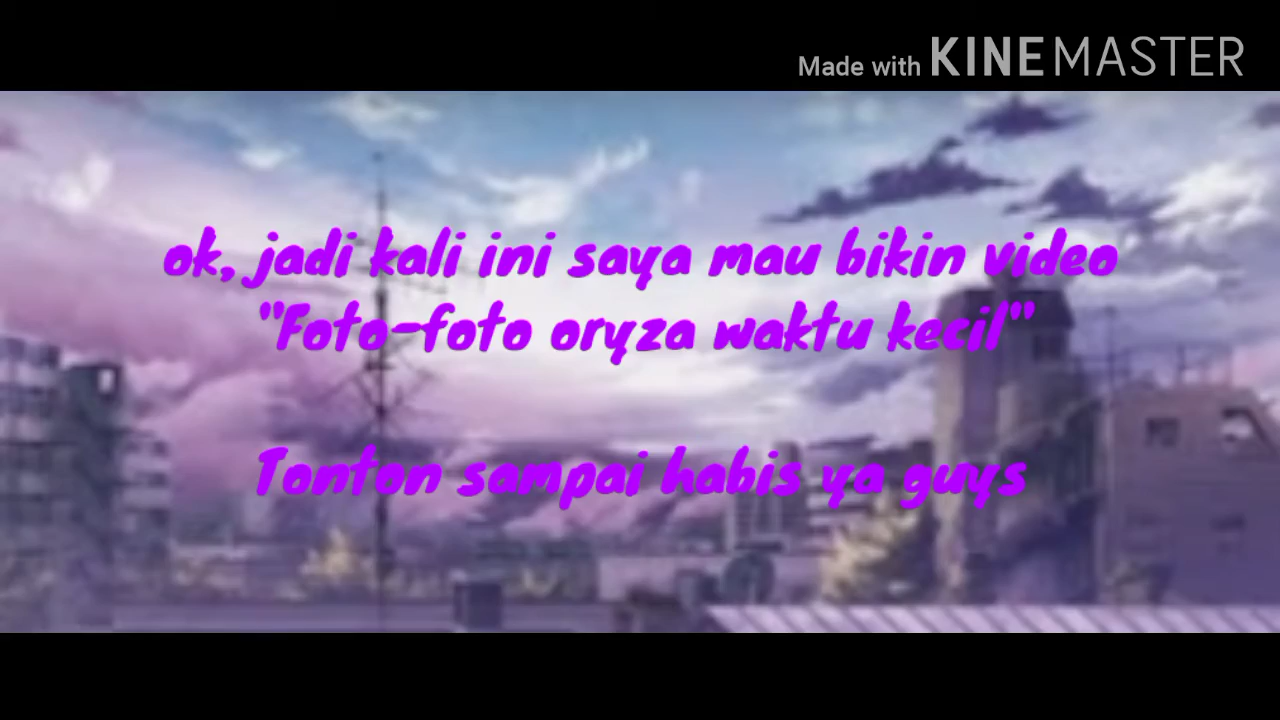 Made with KINEMASTER
ok, jadi kali ini saya mau bikin video
"Foto-foto oryza waktu kecil"
Tonton sampai habis ya guys